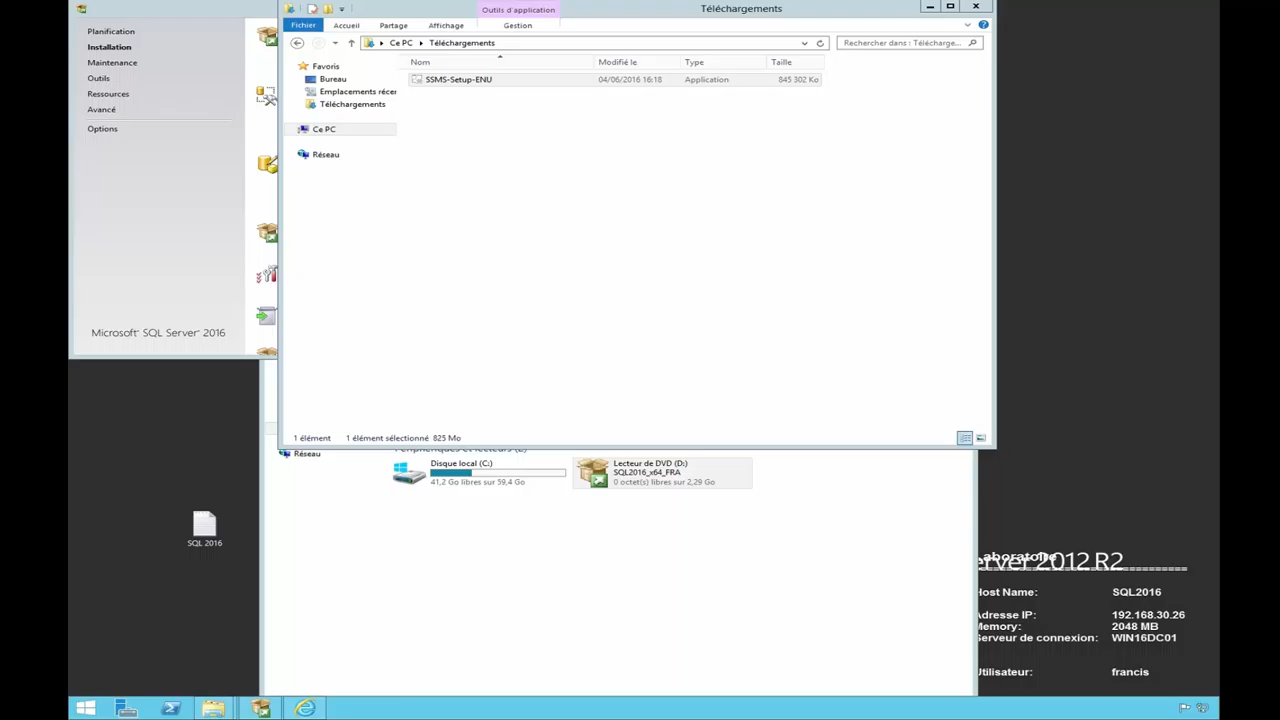 Outils d'application
Téléchargements
Fichier
Accueil
Partage
Affichage
Gestion
Ce PC
Téléchargements
Rechercher dans : Télécharge...
Planification
Installation
Maintenance
Outils
Ressources
Avancé
Options
Microsoft SQL Server 2016
Favoris
Bureau
Emplacements récer
Téléchargements
Ce PC
Réseau
Nom
Modifié le
Type
Taille
SSMS-Setup-ENU
04/06/2016 16:18
Application
845 302 Ko
1 élément
1 élément sélectionné 825 Mo
Réseau
Disque local (C:)
41,2 Go libres sur 59,4 Go
Lecteur de DVD (D:)
SQL2016_x64_FRA
0 octet(s) libres sur 2,29 Go
SQL 2016
aboratoire
erver 2012 R2
Host Name:
SQL2016
Adresse IP:
192.168.30.26
Memory:
2048 MB
Serveur de connexion:
WIN16DC01
Utilisateur:
francis